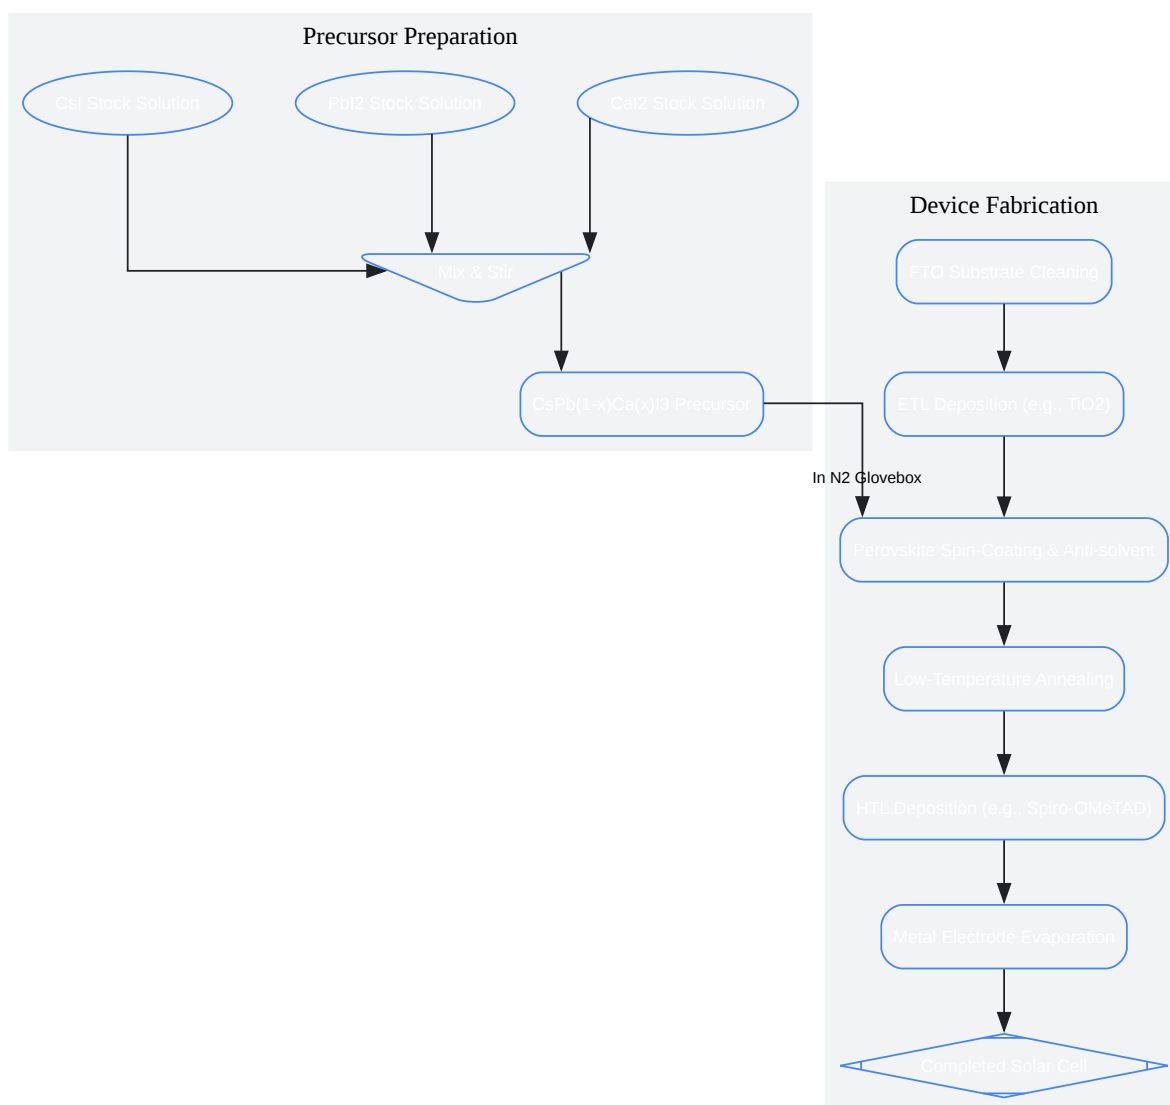 Precursor Preparation
CsI Stock Solution
PbI2 Stock Solution
CaI2 Stock Solution
Mix & Stir
CsPb(1-x)Ca(x)I3 Precursor
Device Fabrication
FTO Substrate Cleaning
ETL Deposition (e.g., TiO2)
In N2 Glovebox
Perovskite Spin-Coating & Anti-solvent
Low-Temperature Annealing
HTL Deposition (e.g., Spiro-OMeTAD)
Metal Electrode Evaporation
Completed Solar Cell